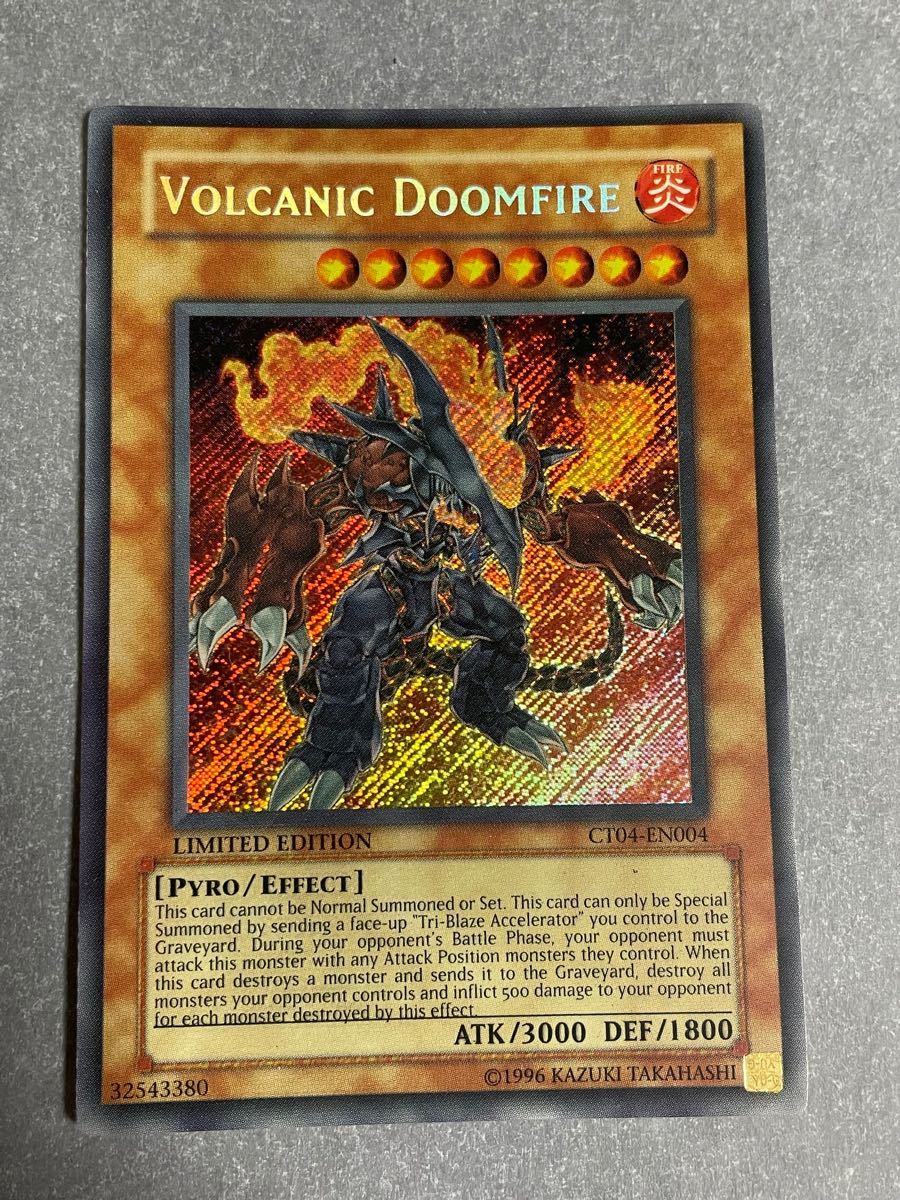 VOLCANIC DOOMFIRE
FIRE
炎
LIMITED EDITION
CT04-EN004
[PYRO/EFFECT]
This card cannot be Normal Summoned or Set. This card can only be Special
Summoned by sending a face-up "Tri-Blaze Accelerator" you control to the
Graveyard. During your opponent's Battle Phase, your opponent must
attack this monster with any Attack Position monsters they control. When
this card destroys a monster and sends it to the Graveyard, destroy all
monsters your opponent controls and inflict 500 damage to your opponent
for each monster destroyed by this effect.
ATK/3000 DEF/1800
32543380
©1996 KAZUKI TAKAHASHI